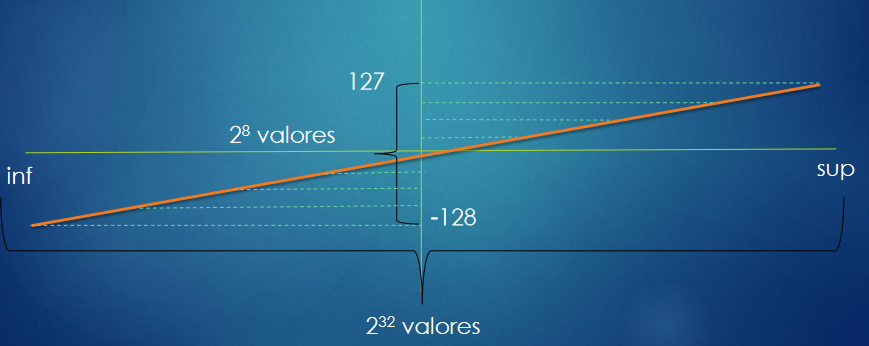 127
2⁸ valores
inf
sup
-128
2³² valores